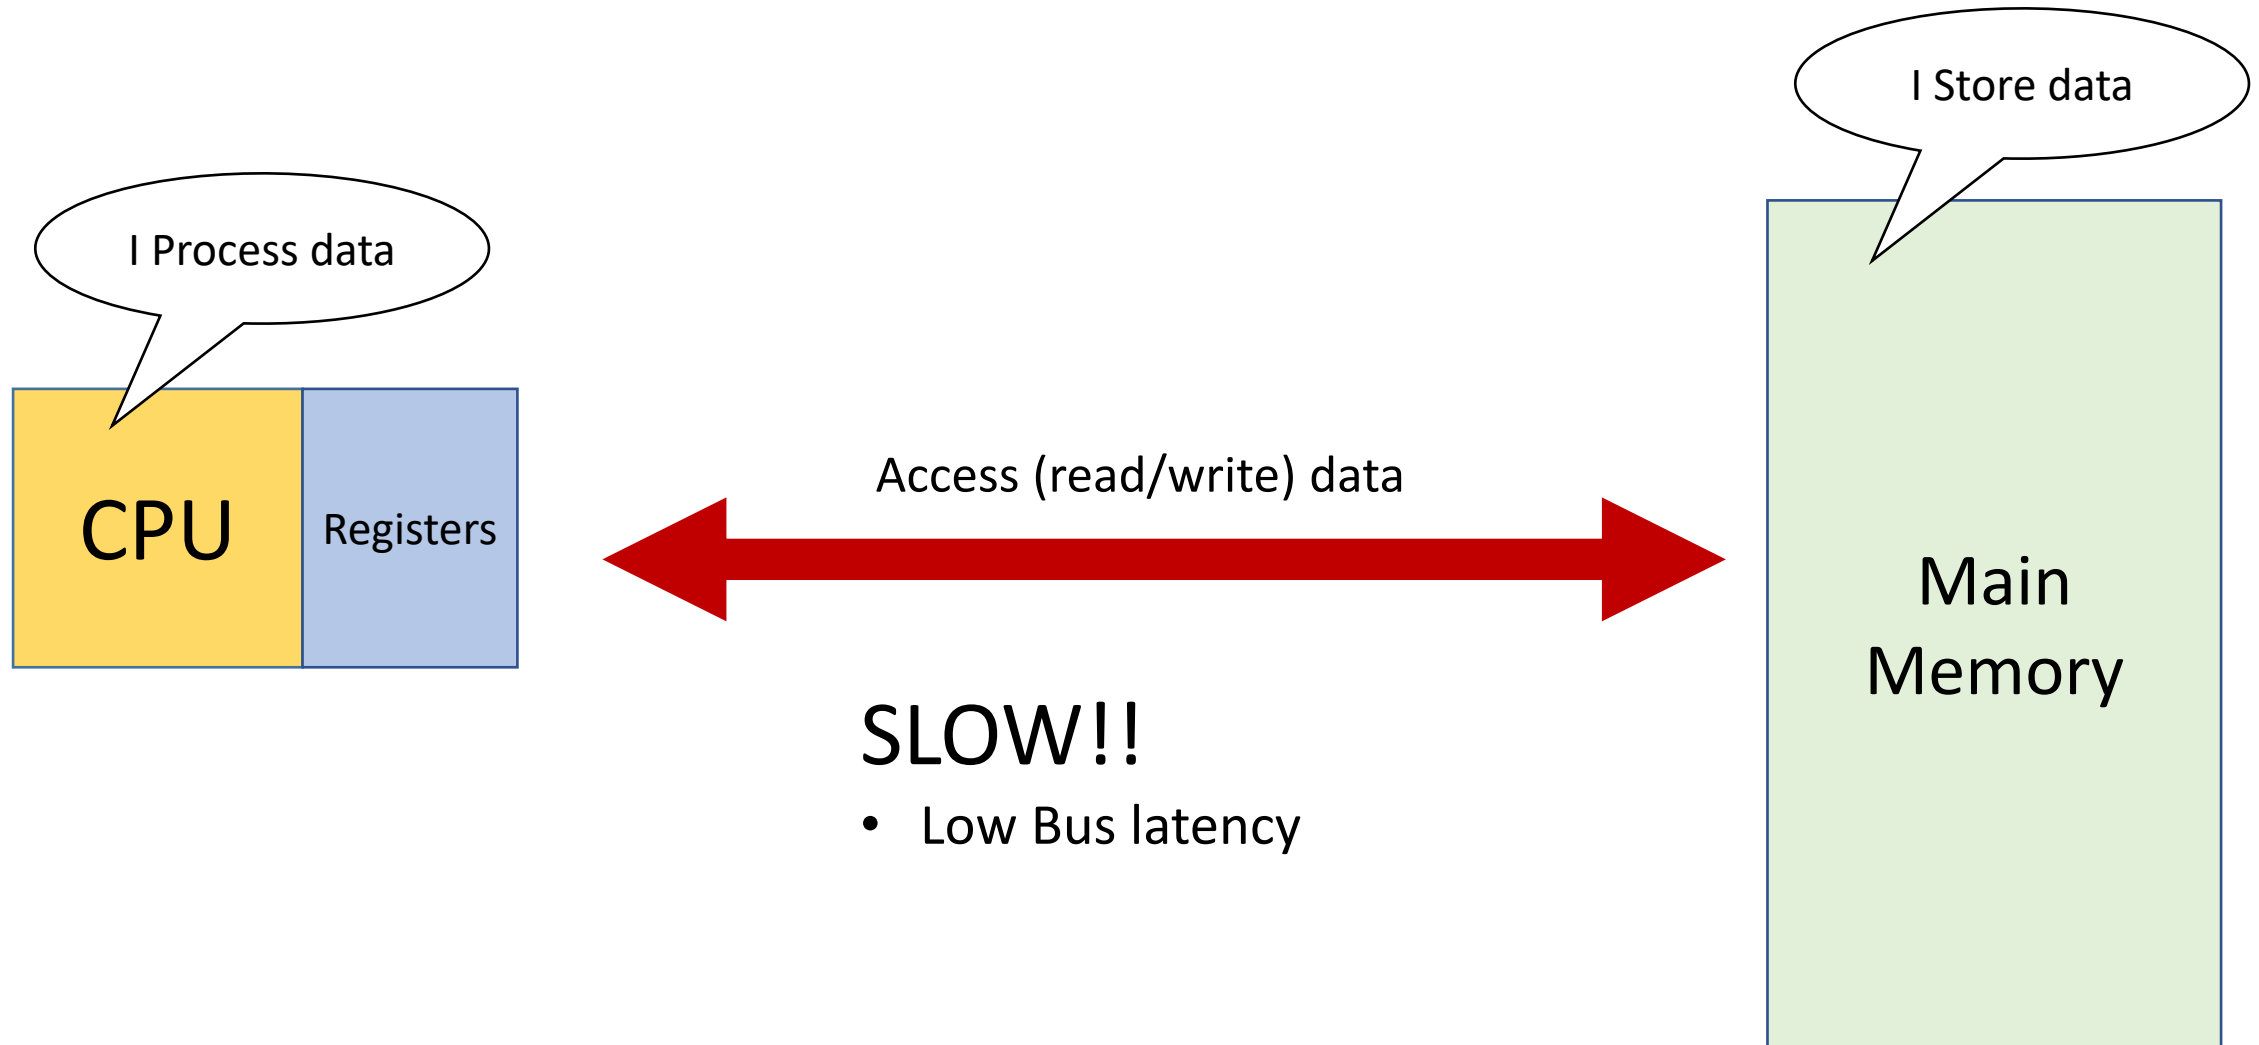 I Store data
I Process data
CPU
Registers
Access (read/write) data
Main
Memory
SLOW!!
• Low Bus latency